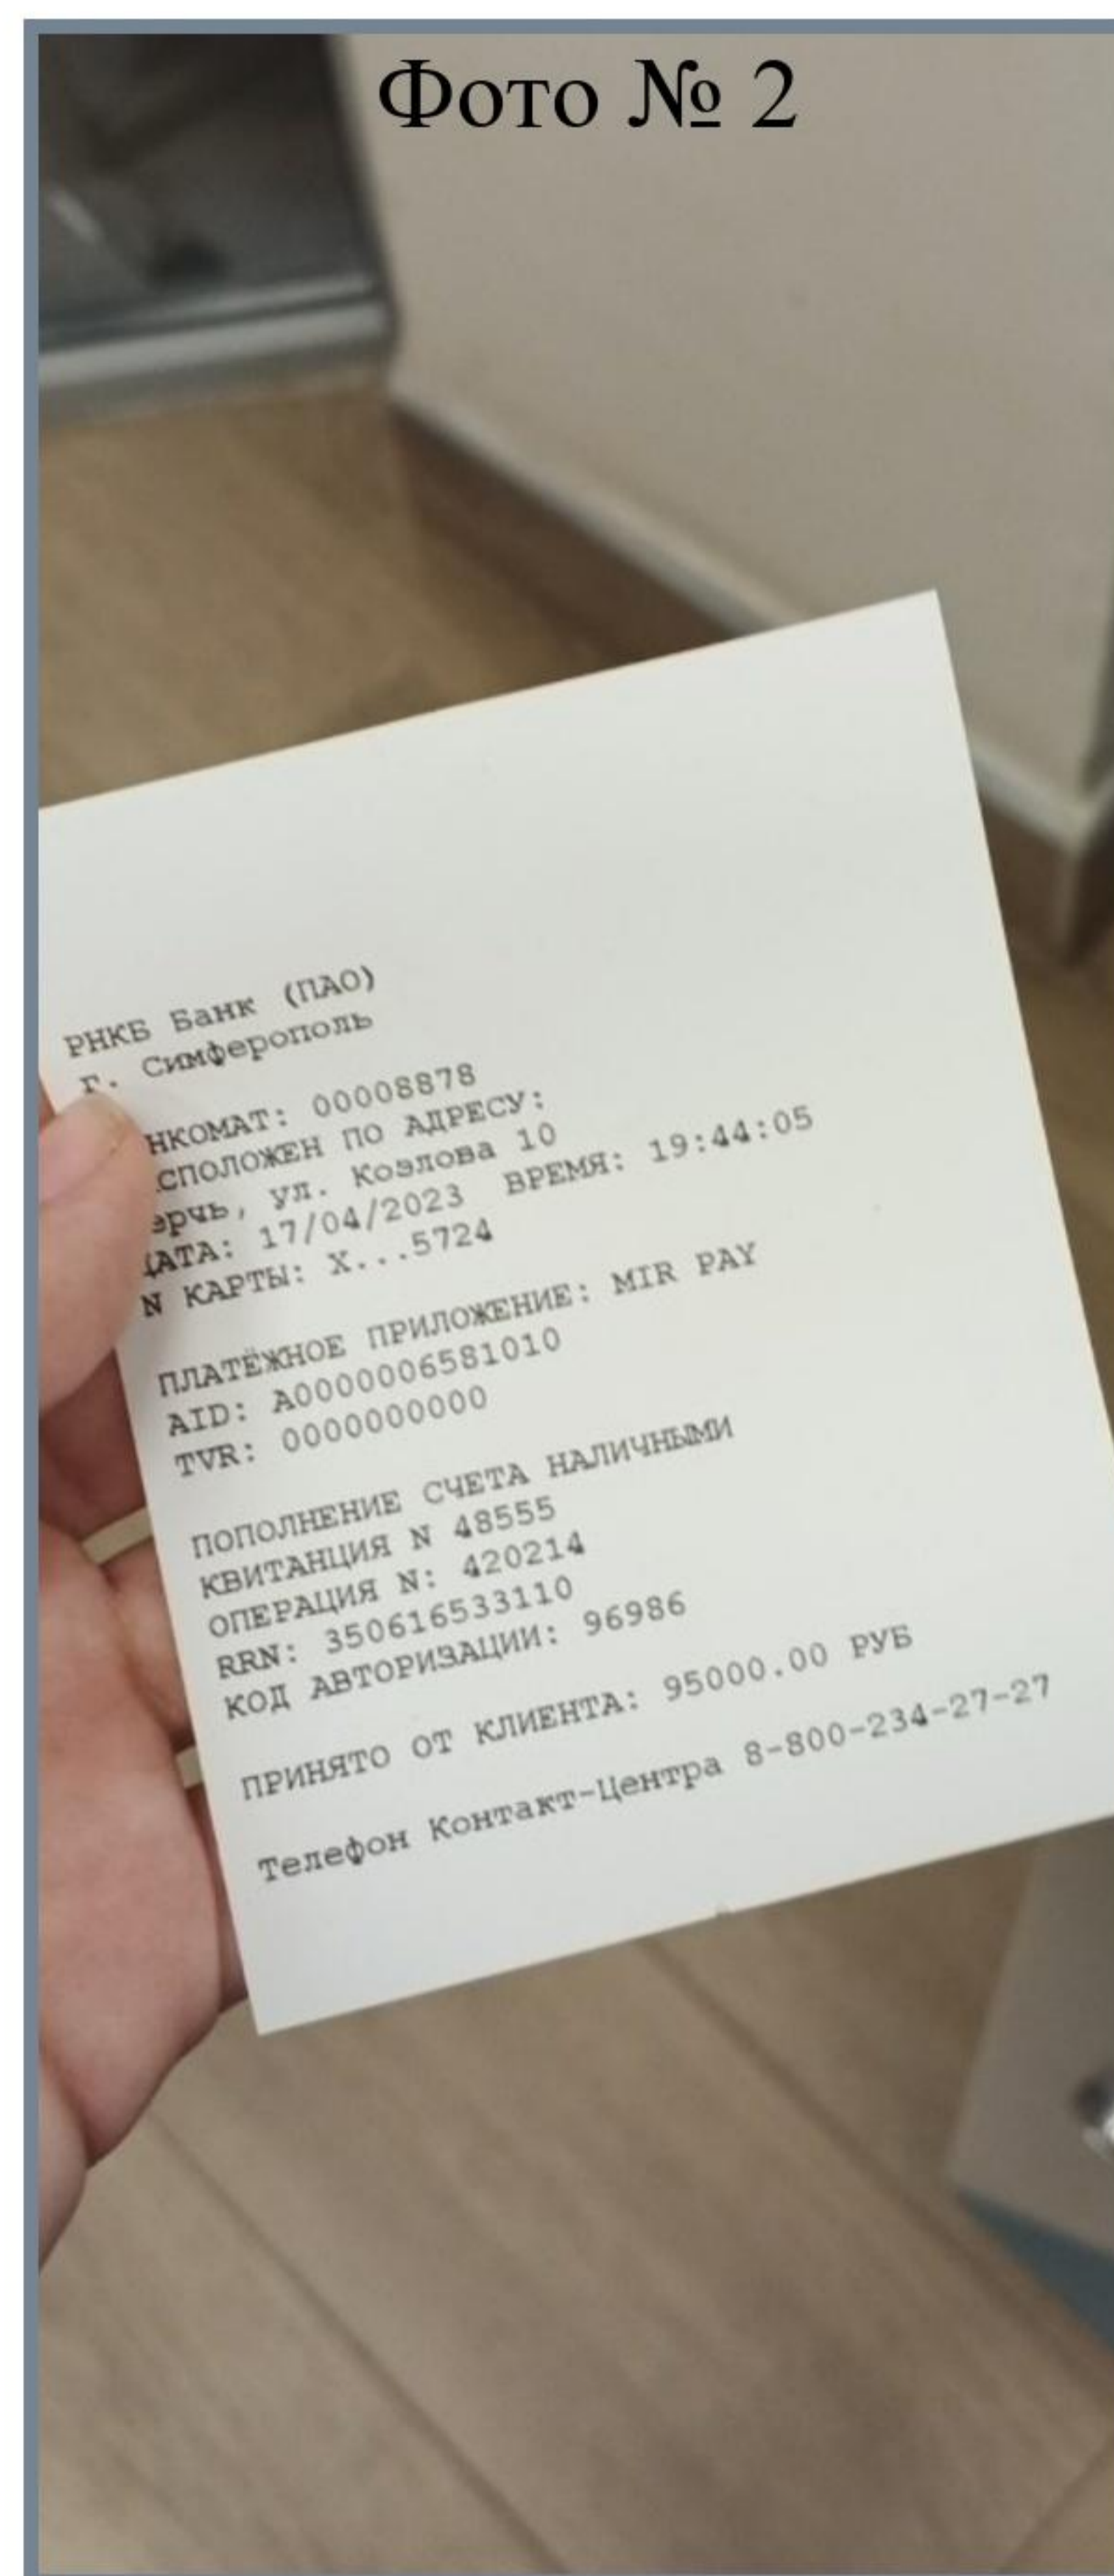 Фото № 2
РНКБ Банк (ПАО)
г. Симферополь
НКОМАТ: 00008878
СПОЛОЖЕН ПО АДРЕСУ:
ерчь, ул. Козлова 10
ДАТА: 17/04/2023 ВРЕМЯ: 19:44:05
N КАРТЫ: X...5724
ПЛАТЁЖНОЕ ПРИЛОЖЕНИЕ: MIR PAY
AID: A0000006581010
TVR: 0000000000
ПОПОЛНЕНИЕ СЧЕТА НАЛИЧНЫМИ
КВИТАНЦИЯ N 48555
ОПЕРАЦИЯ N: 420214
RRN: 350616533110
КОД АВТОРИЗАЦИИ: 96986
ПРИНЯТО ОТ КЛИЕНТА: 95000.00 РУБ
Телефон Контакт-Центра 8-800-234-27-27